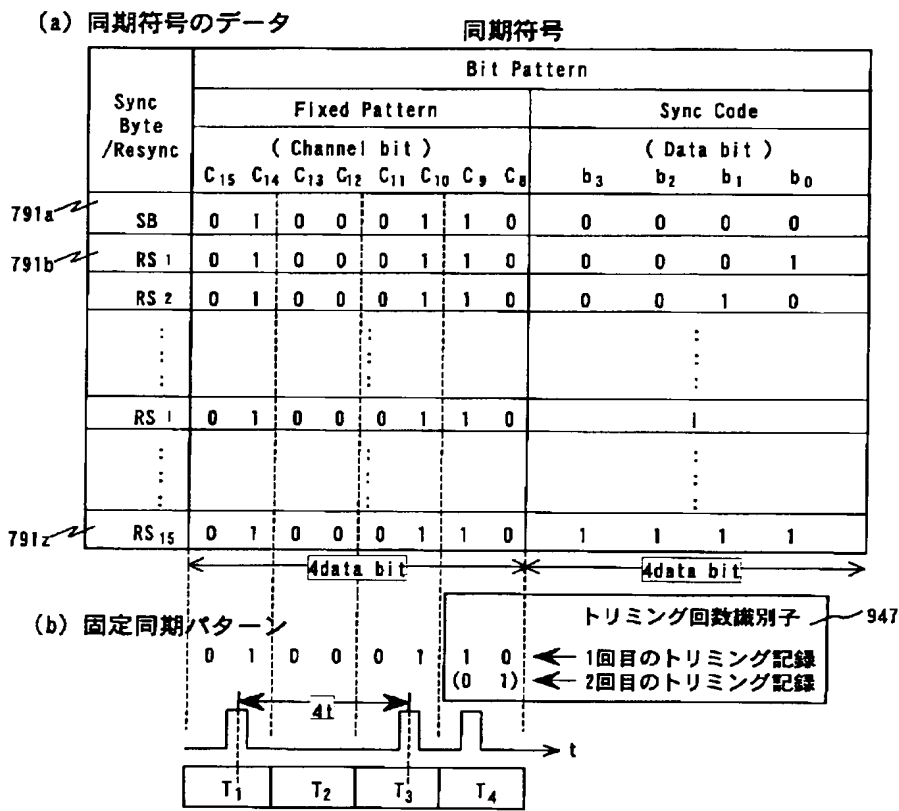 (a) 同期符号のデータ
同期符号
Sync Byte /Resync
Bit Pattern
Fixed Pattern
Sync Code
( Channel bit )
( Data bit )
C15 C14 C13 C12 C11 C10 C9 C8 b3 b2 b1 b0
791a
SB 0 1 0 0 0 1 1 0 0 0 0 0
791b
RS 1 0 1 0 0 0 1 1 0 0 0 0 1
RS 2 0 1 0 0 0 1 1 0 0 0 1 0
RS i 0 1 0 0 0 1 1 0 i
791z
RS 15 0 1 0 0 0 1 1 0 1 1 1 1
4data bit
4data bit
(b) 固定同期パターン
トリミング回数識別子
947
0 1 0 0 0 1 1 0 1回目のトリミング記録
(0 1) 2回目のトリミング記録
4t
t
T1 T2 T3 T4